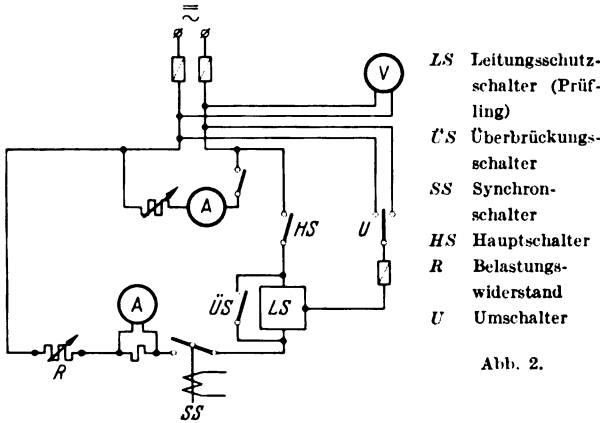 V
A
HS
U
ÜS
LS
A
R
SS
LS Leitungsschutz-
schalter (Prüf-
ling)
ÜS Überbrückungs-
schalter
SS Synchron-
schalter
HS Hauptschalter
R Belastungs-
widerstand
U Umschalter
Abb. 2.